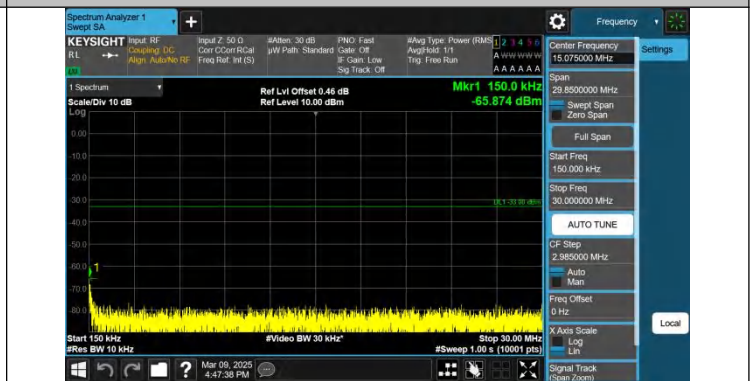 Spectrum Analyzer 1
Swept SA
Frequency
KEYSIGHT
RL
Input: RF
Coupling: DC
Align: Auto/No RF
Input Z: 50 Ω
Corr CCorr RCal
Freq Ref: Int (S)
#Atten: 30 dB
µW Path: Standard
PNO: Fast
Gate: Off
IF Gain: Low
Sig Track: Off
#Avg Type: Power (RMS
Avg|Hold: 1/1
Trig: Free Run
1 2 3 4 5 6
A W W W W W
A A A A A A
1 Spectrum
Scale/Div 10 dB
Ref Lvl Offset 0.46 dB
Ref Level 10.00 dBm
Mkr1 150.0 kHz
-65.874 dBm
Log
0.00
-10.0
-20.0
-30.0
-40.0
-50.0
-60.0
-70.0
-80.0
DL1 -33.00 dBm
1
Start 150 kHz
#Res BW 10 kHz
#Video BW 30 kHz*
Stop 30.00 MHz
#Sweep 1.00 s (10001 pts)
Center Frequency
15.075000 MHz
Settings
Span
29.8500000 MHz
Swept Span
Zero Span
Full Span
Start Freq
150.000 kHz
Stop Freq
30.000000 MHz
AUTO TUNE
CF Step
2.985000 MHz
Auto
Man
Freq Offset
0 Hz
X Axis Scale
Log
Lin
Signal Track
(Span Zoom)
Local
?
Mar 09, 2025
4:47:38 PM